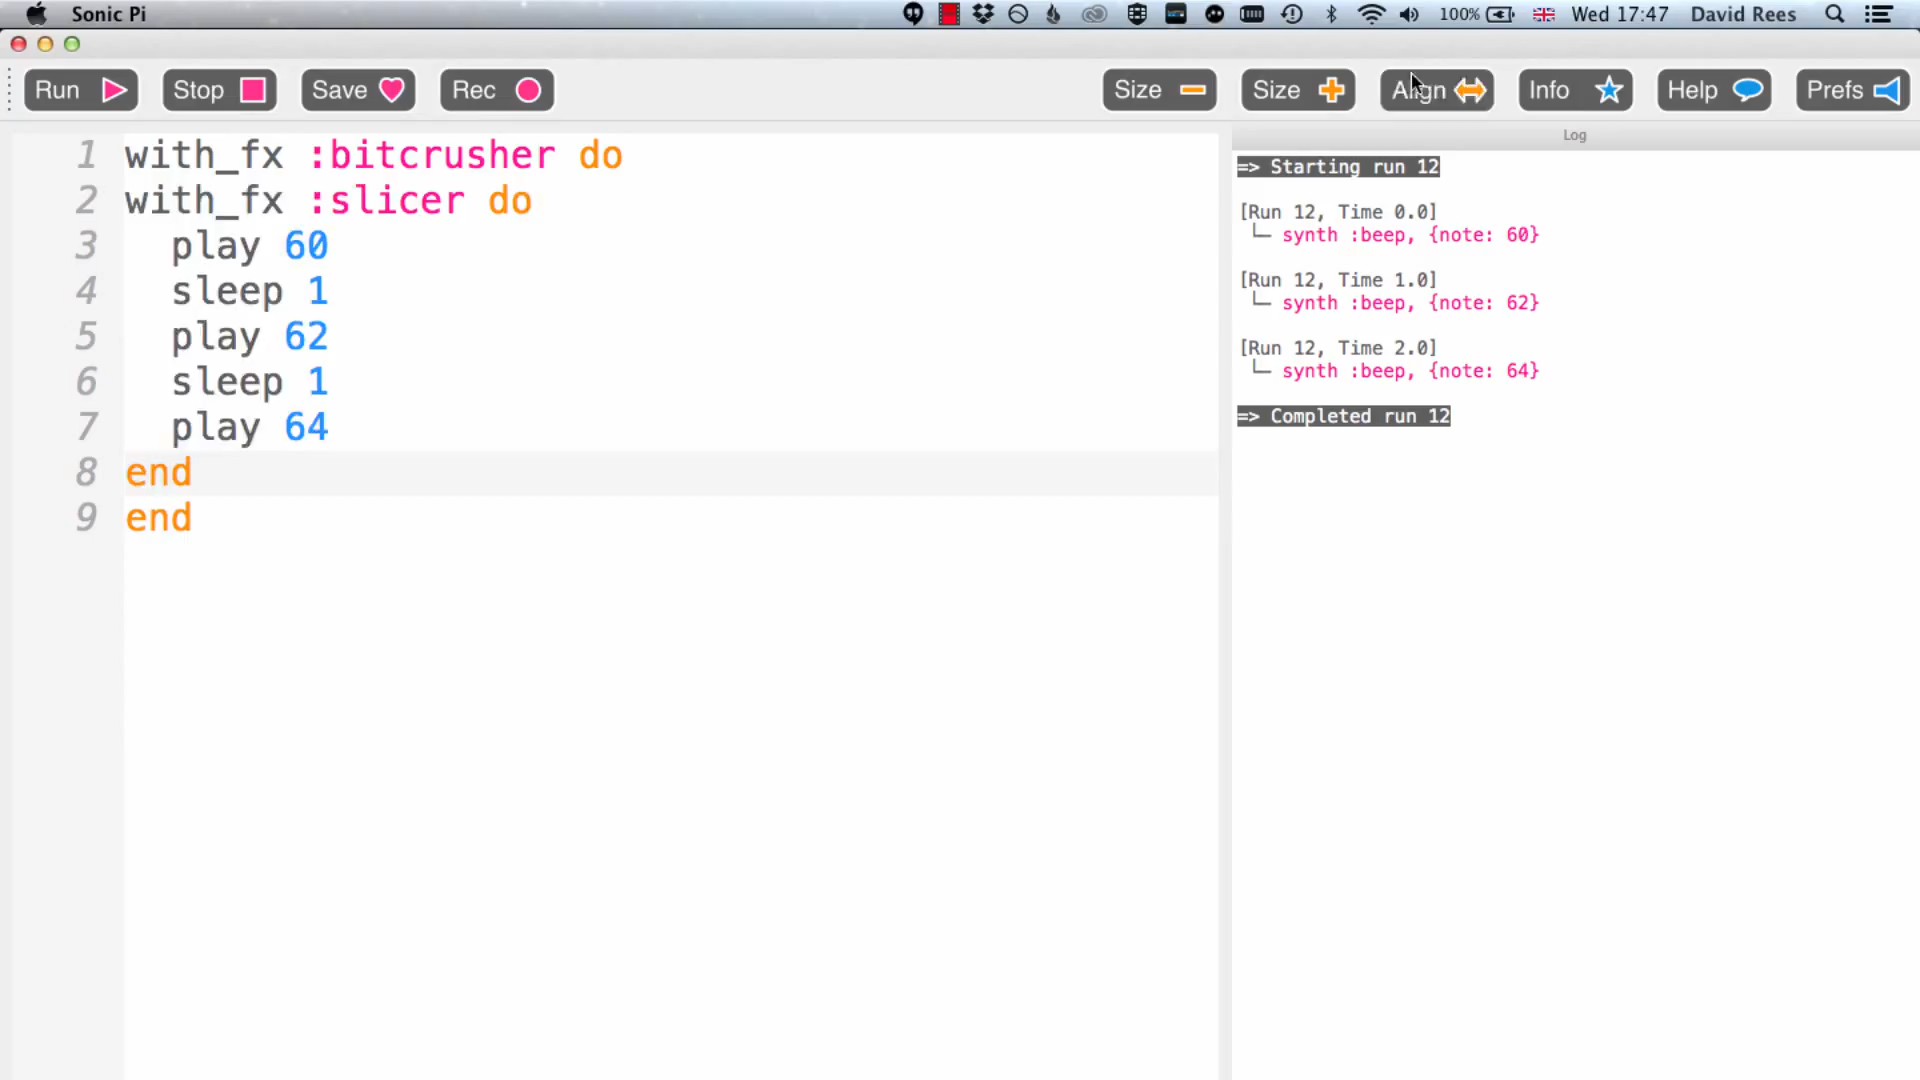 Sonic Pi 100% Wed 17:47 David Rees
Run Stop Save Rec Size Size Align Info Help Prefs
Log
1 with_fx :bitcrusher do
2 with_fx :slicer do
3   play 60
4   sleep 1
5   play 62
6   sleep 1
7   play 64
8 end
9 end
=> Starting run 12
[Run 12, Time 0.0]
└─ synth :beep, {note: 60}
[Run 12, Time 1.0]
└─ synth :beep, {note: 62}
[Run 12, Time 2.0]
└─ synth :beep, {note: 64}
=> Completed run 12